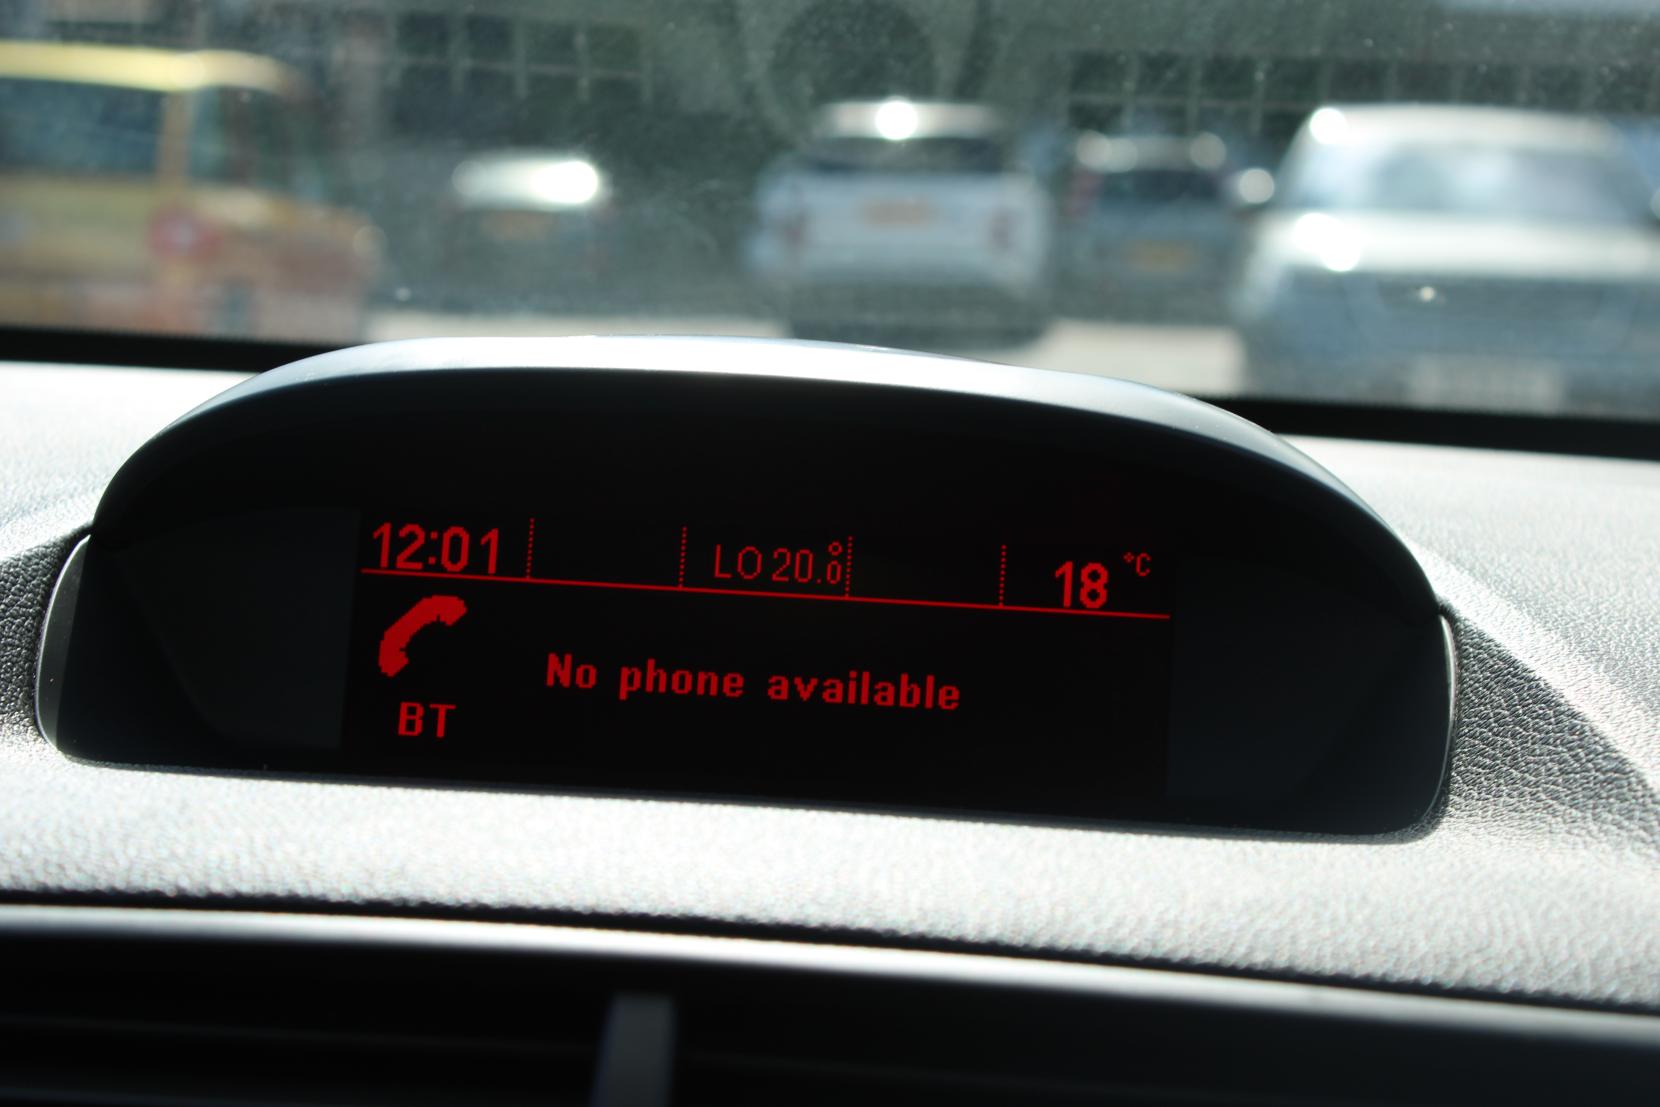 12:01 LO 20.0° 18 °C
No phone available
BT